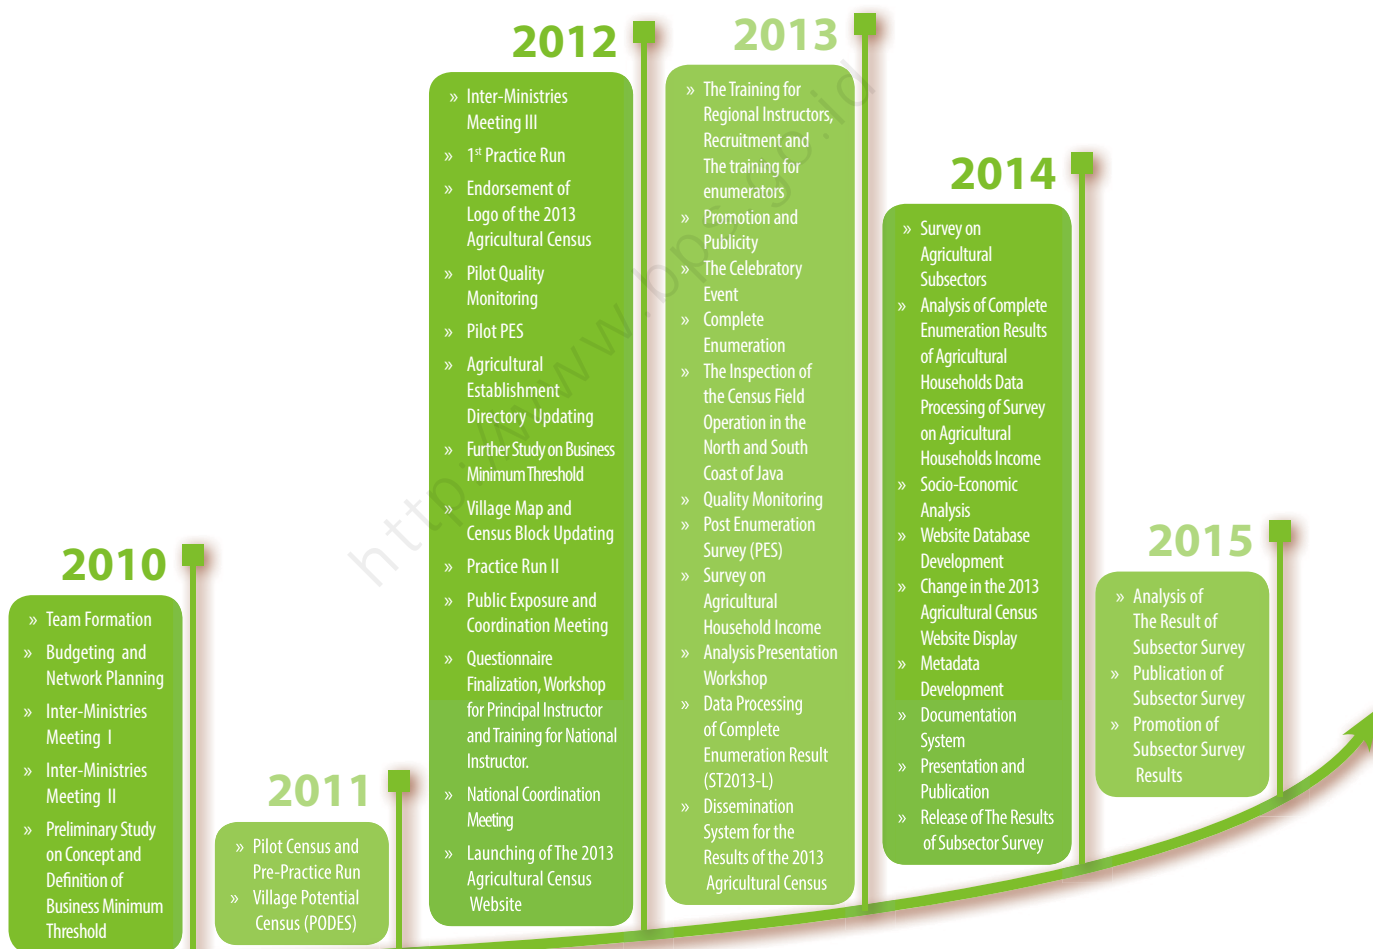 2010
» Team Formation
» Budgeting and
Network Planning
» Inter-Ministries
Meeting I
» Inter-Ministries
Meeting II
» Preliminary Study
on Concept and
Definition of
Business Minimum
Threshold
2011
» Pilot Census and
Pre-Practice Run
» Village Potential
Census (PODES)
2012
» Inter-Ministries
Meeting III
» 1st Practice Run
» Endorsement of
Logo of the 2013
Agricultural Census
» Pilot Quality
Monitoring
» Pilot PES
» Agricultural
Establishment
Directory Updating
» Further Study on Business
Minimum Threshold
» Village Map and
Census Block Updating
» Practice Run II
» Public Exposure and
Coordination Meeting
» Questionnaire
Finalization, Workshop
for Principal Instructor
and Training for National
Instructor.
» National Coordination
Meeting
» Launching of The 2013
Agricultural Census
Website
2013
» The Training for
Regional Instructors,
Recruitment and
The training for
enumerators
» Promotion and
Publicity
» The Celebratory
Event
» Complete
Enumeration
» The Inspection of
the Census Field
Operation in the
North and South
Coast of Java
» Quality Monitoring
» Post Enumeration
Survey (PES)
» Survey on
Agricultural
Household Income
» Analysis Presentation
Workshop
» Data Processing
of Complete
Enumeration Result
(ST2013-L)
» Dissemination
System for the
Results of the 2013
Agricultural Census
2014
» Survey on
Agricultural
Subsectors
» Analysis of Complete
Enumeration Results
of Agricultural
Households Data
Processing of Survey
on Agricultural
Households Income
» Socio-Economic
Analysis
» Website Database
Development
» Change in the 2013
Agricultural Census
Website Display
» Metadada
Development
» Documentation
System
» Presentation and
Publication
» Release of The Results
of Subsector Survey
2015
» Analysis of
The Result of
Subsector Survey
» Publication of
Subsector Survey
» Promotion of
Subsector Survey
Results
http://www.bps.go.id